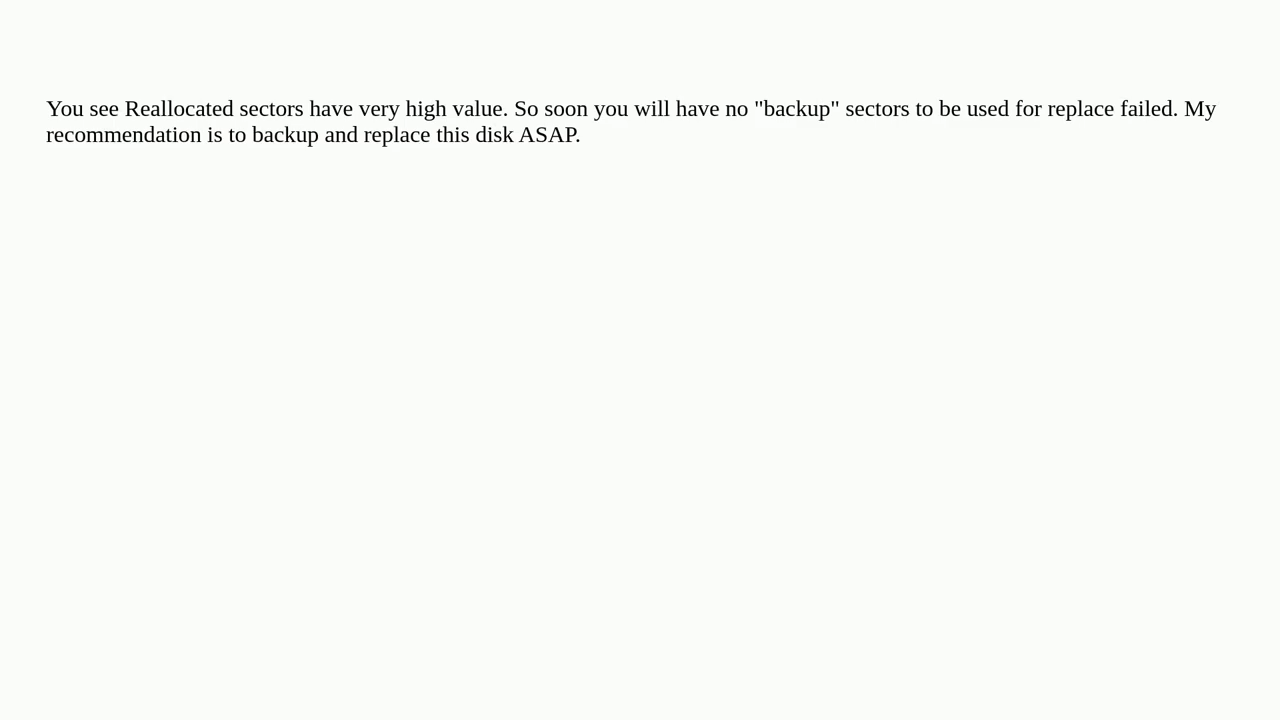 You see Reallocated sectors have very high value. So soon you will have no "backup" sectors to be used for replace failed. My
recommendation is to backup and replace this disk ASAP.